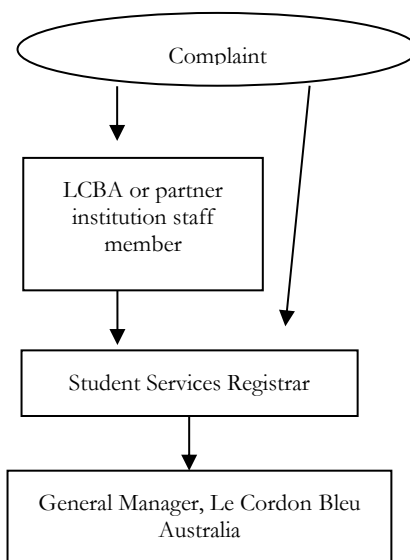 Complaint
LCBA or partner
institution staff
member
Student Services Registrar
General Manager, Le Cordon Bleu
Australia